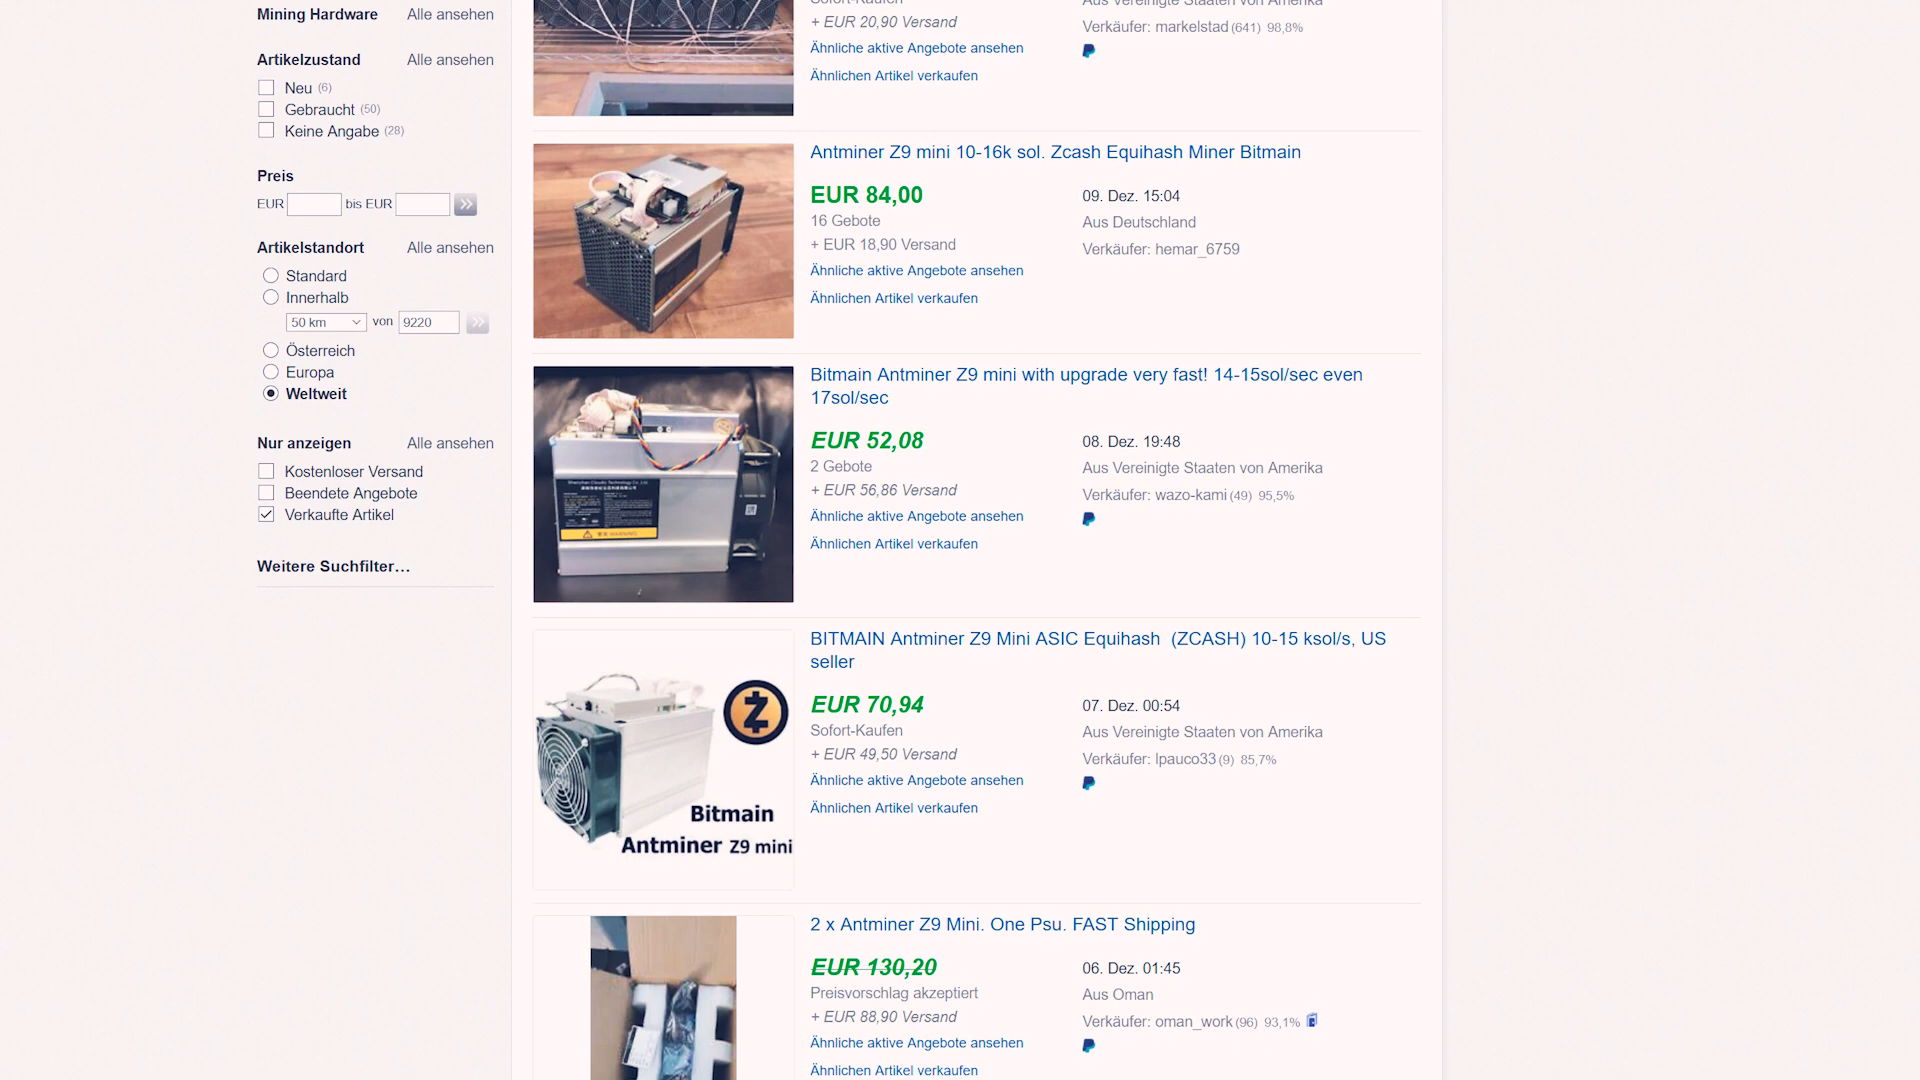 Mining Hardware Alle ansehen
Artikelzustand Alle ansehen
Neu (6)
Gebraucht (50)
Keine Angabe (28)
Preis
EUR bis EUR
Artikelstandort Alle ansehen
Standard
Innerhalb
50 km von 9220
Österreich
Europa
Weltweit
Nur anzeigen Alle ansehen
Kostenloser Versand
Beendete Angebote
Verkaufte Artikel
Weitere Suchfilter…
Sofort-Kaufen
+ EUR 20,90 Versand
Ähnliche aktive Angebote ansehen
Ähnlichen Artikel verkaufen
Aus Vereinigte Staaten von Amerika
Verkäufer: markelstad (641) 98,8%
Antminer Z9 mini 10-16k sol. Zcash Equihash Miner Bitmain
EUR 84,00
16 Gebote
+ EUR 18,90 Versand
Ähnliche aktive Angebote ansehen
Ähnlichen Artikel verkaufen
09. Dez. 15:04
Aus Deutschland
Verkäufer: hemar_6759
Bitmain Antminer Z9 mini with upgrade very fast! 14-15sol/sec even
17sol/sec
EUR 52,08
2 Gebote
+ EUR 56,86 Versand
Ähnliche aktive Angebote ansehen
Ähnlichen Artikel verkaufen
08. Dez. 19:48
Aus Vereinigte Staaten von Amerika
Verkäufer: wazo-kami (49) 95,5%
BITMAIN Antminer Z9 Mini ASIC Equihash (ZCASH) 10-15 ksol/s, US
seller
EUR 70,94
Sofort-Kaufen
+ EUR 49,50 Versand
Ähnliche aktive Angebote ansehen
Ähnlichen Artikel verkaufen
07. Dez. 00:54
Aus Vereinigte Staaten von Amerika
Verkäufer: lpauco33 (9) 85,7%
Bitmain
Antminer Z9 mini
2 x Antminer Z9 Mini. One Psu. FAST Shipping
EUR 130,20
Preisvorschlag akzeptiert
+ EUR 88,90 Versand
Ähnliche aktive Angebote ansehen
Ähnlichen Artikel verkaufen
06. Dez. 01:45
Aus Oman
Verkäufer: oman_work (96) 93,1%